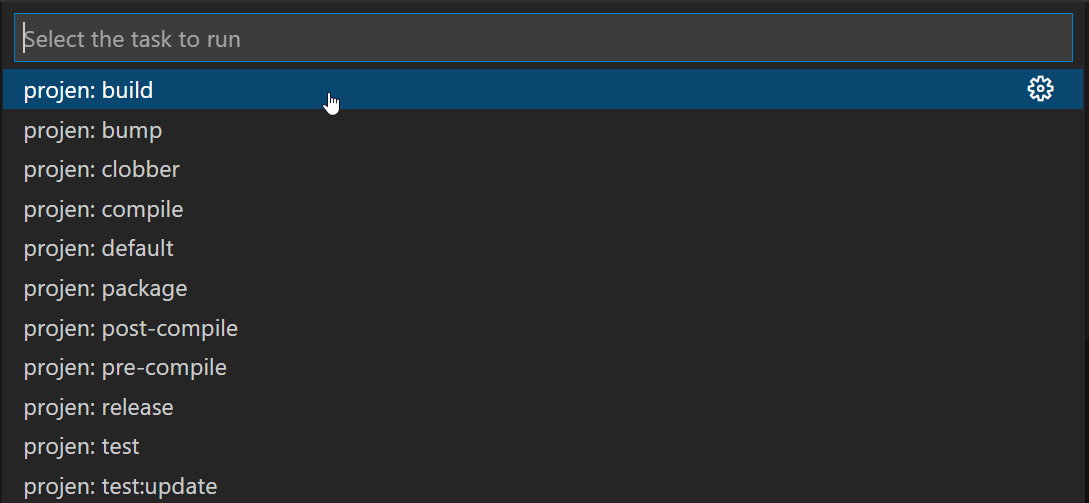 Select the task to run
projen: build
projen: bump
projen: clobber
projen: compile
projen: default
projen: package
projen: post-compile
projen: pre-compile
projen: release
projen: test
projen: test:update